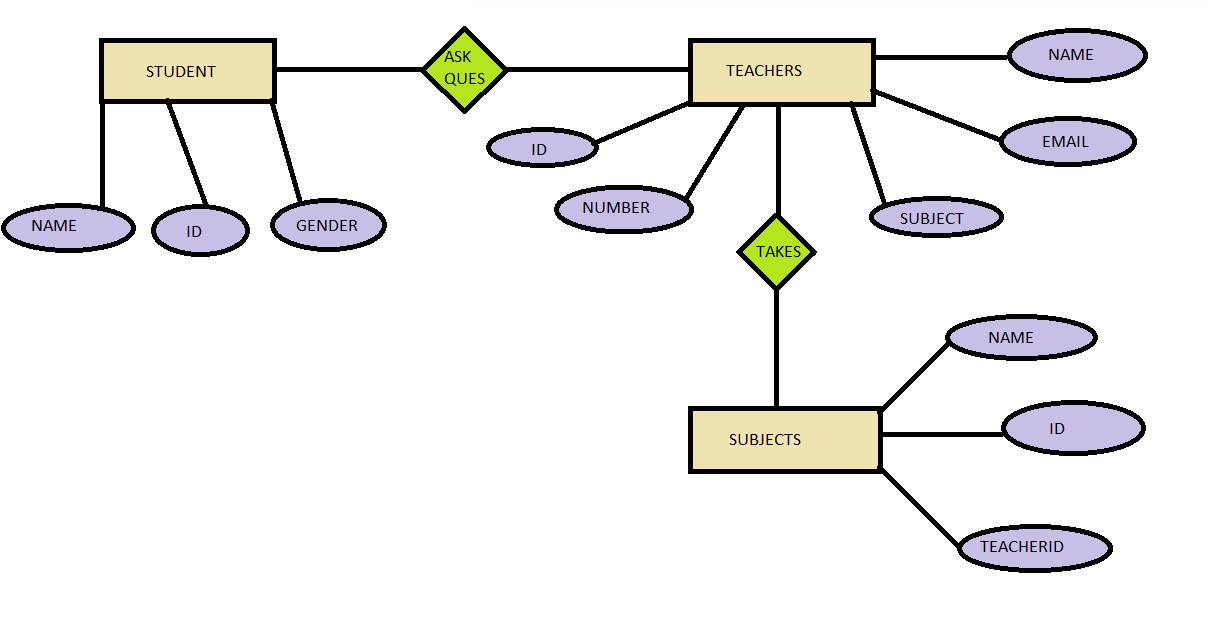 STUDENT
ASK
QUES
TEACHERS
NAME
ID
EMAIL
NUMBER
SUBJECT
NAME
ID
GENDER
TAKES
NAME
SUBJECTS
ID
TEACHERID